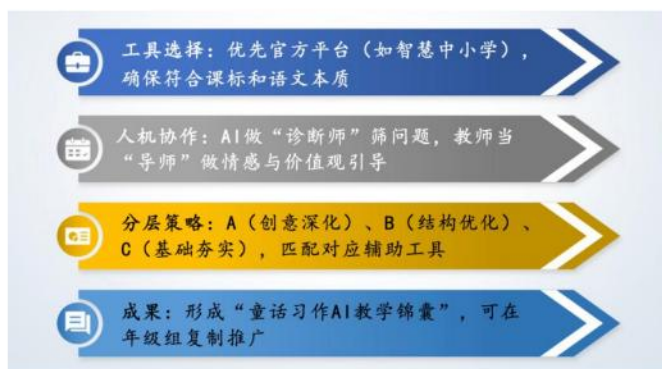 工具选择：优先官方平台（如智慧中小学），
确保符合课标和语文本质
人机协作：AI做“诊断师”筛问题，教师当
“导师”做情感与价值观引导
分层策略：A（创意深化）、B（结构优化）、
C（基础夯实），匹配对应辅助工具
成果：形成“童话习作AI教学锦囊”，可在
年级组复制推广